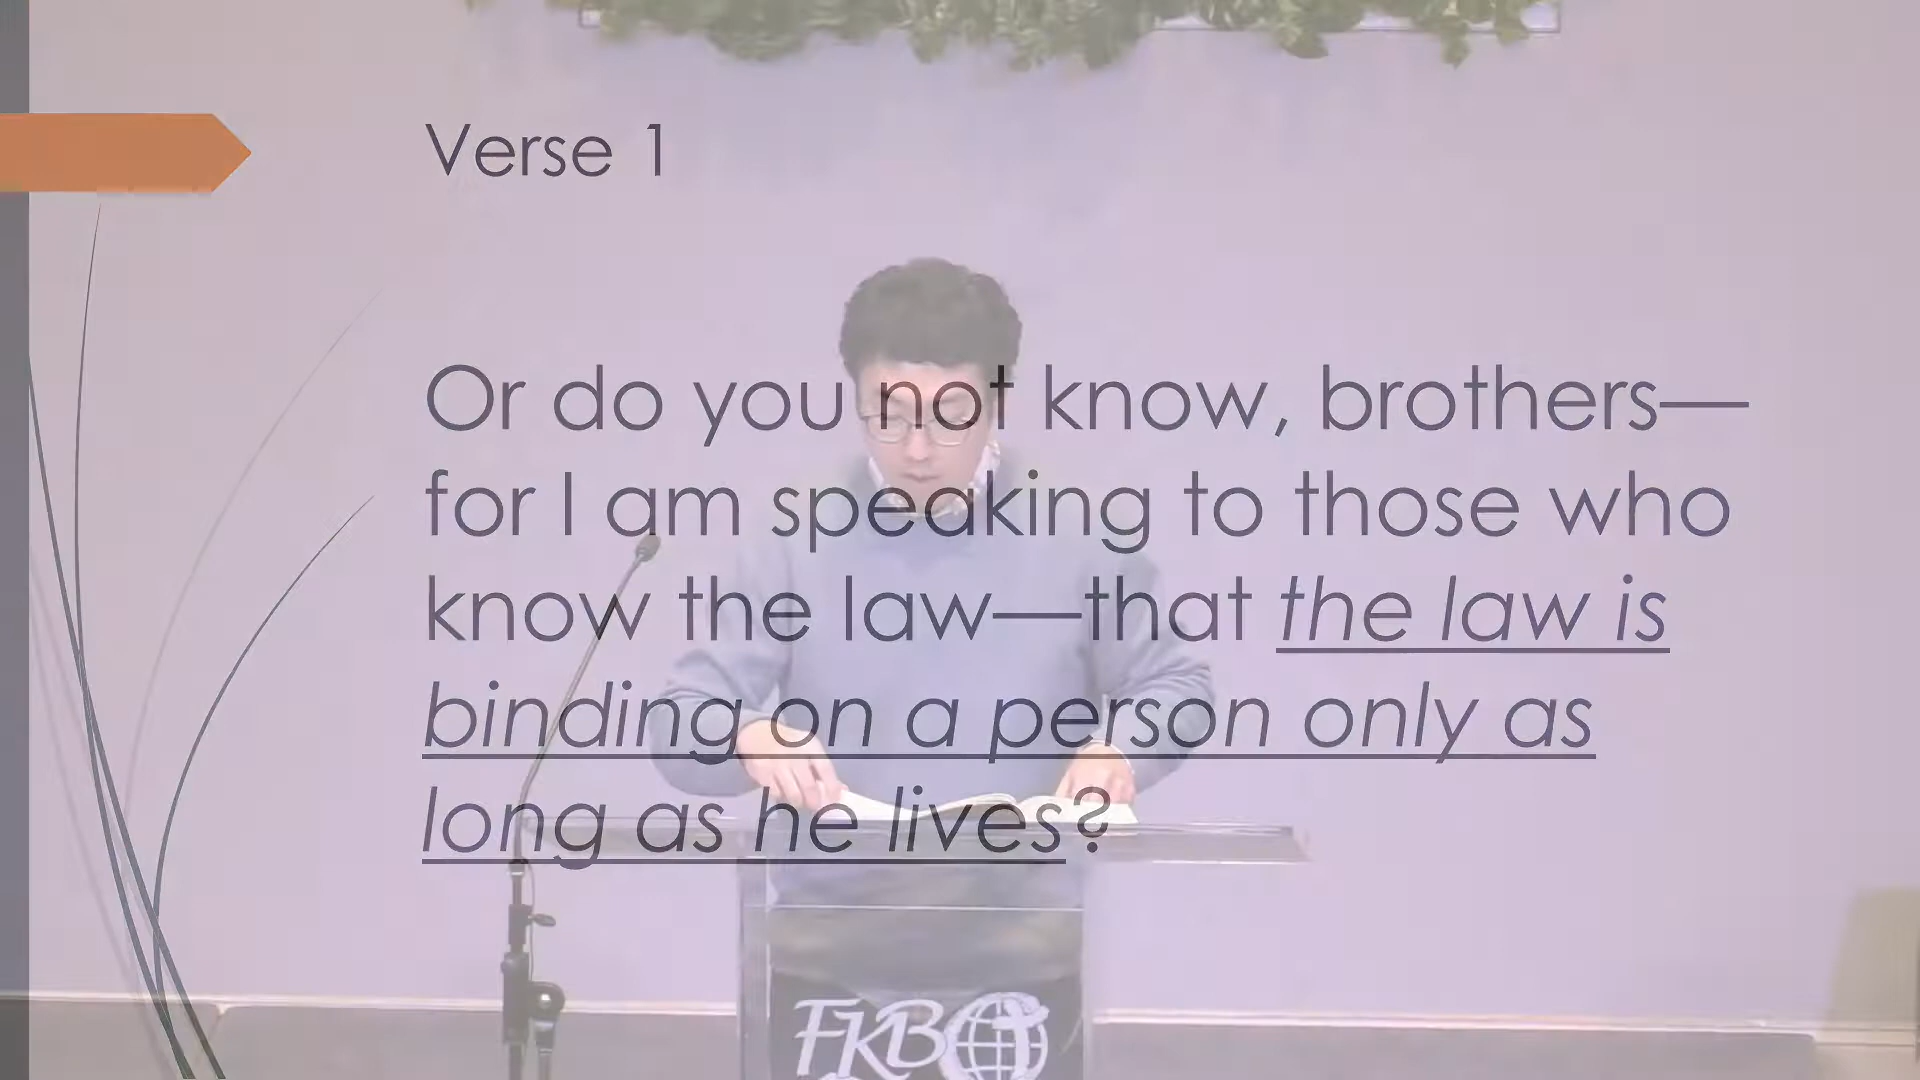 Verse 1
Or do you not know, brothers—
for I am speaking to those who
know the law—that the law is
binding on a person only as
long as he lives?
FKBC